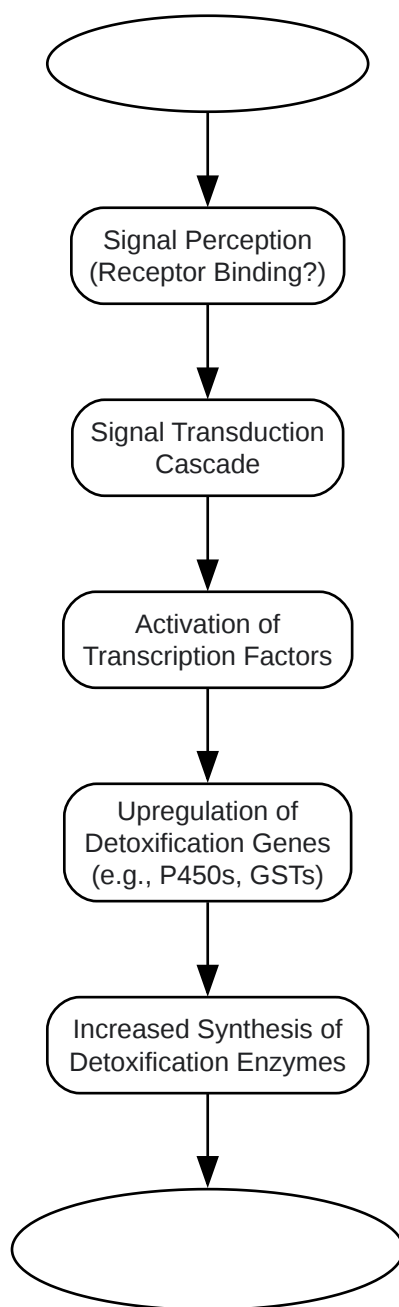 Signal Perception
(Receptor Binding?)
Signal Transduction
Cascade
Activation of
Transcription Factors
Upregulation of
Detoxification Genes
(e.g., P450s, GSTs)
Increased Synthesis of
Detoxification Enzymes